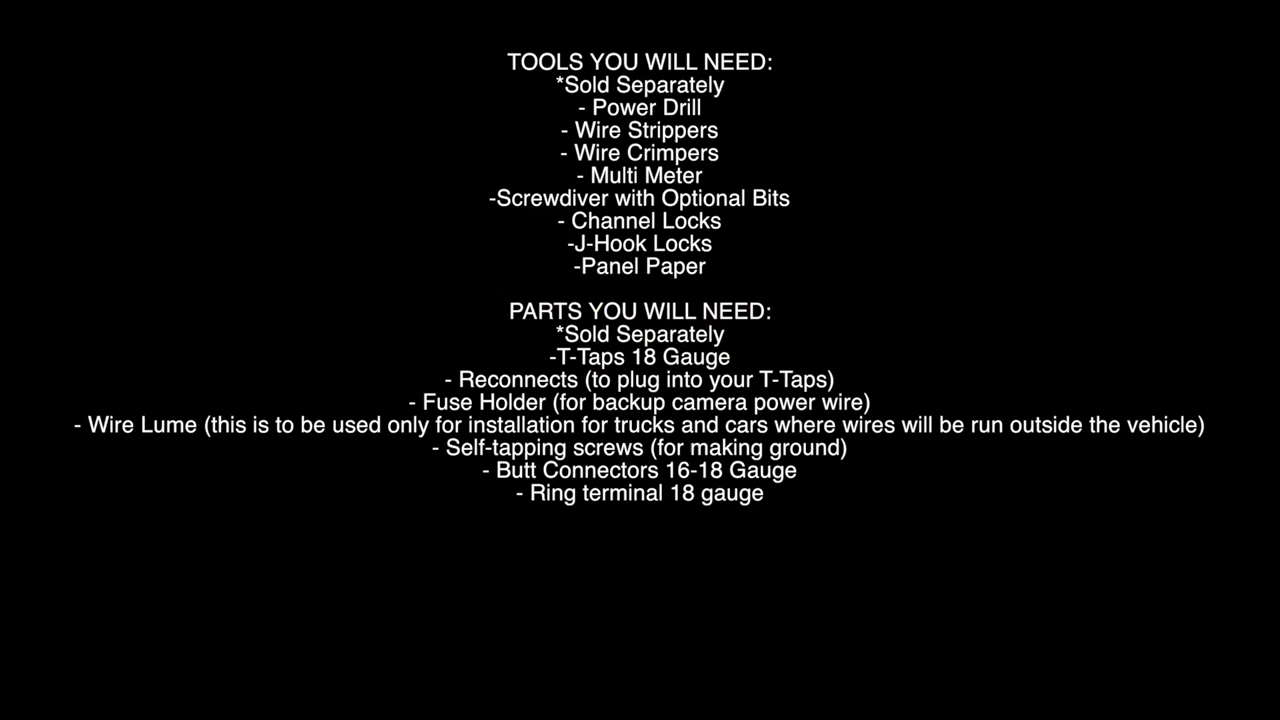 TOOLS YOU WILL NEED:
*Sold Separately
- Power Drill
- Wire Strippers
- Wire Crimpers
- Multi Meter
-Screwdiver with Optional Bits
- Channel Locks
-J-Hook Locks
-Panel Paper
PARTS YOU WILL NEED:
*Sold Separately
-T-Taps 18 Gauge
- Reconnects (to plug into your T-Taps)
- Fuse Holder (for backup camera power wire)
- Wire Lume (this is to be used only for installation for trucks and cars where wires will be run outside the vehicle)
- Self-tapping screws (for making ground)
- Butt Connectors 16-18 Gauge
- Ring terminal 18 gauge